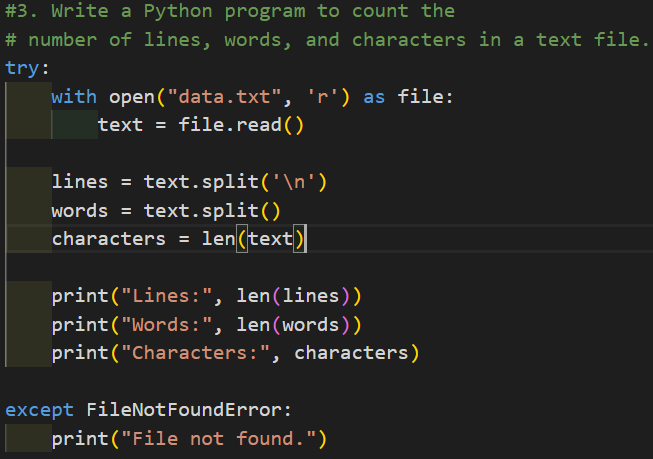 #3. Write a Python program to count the
# number of lines, words, and characters in a text file.
try:
    with open("data.txt", 'r') as file:
        text = file.read()

    lines = text.split('\n')
    words = text.split()
    characters = len(text)

    print("Lines:", len(lines))
    print("Words:", len(words))
    print("Characters:", characters)

except FileNotFoundError:
    print("File not found.")